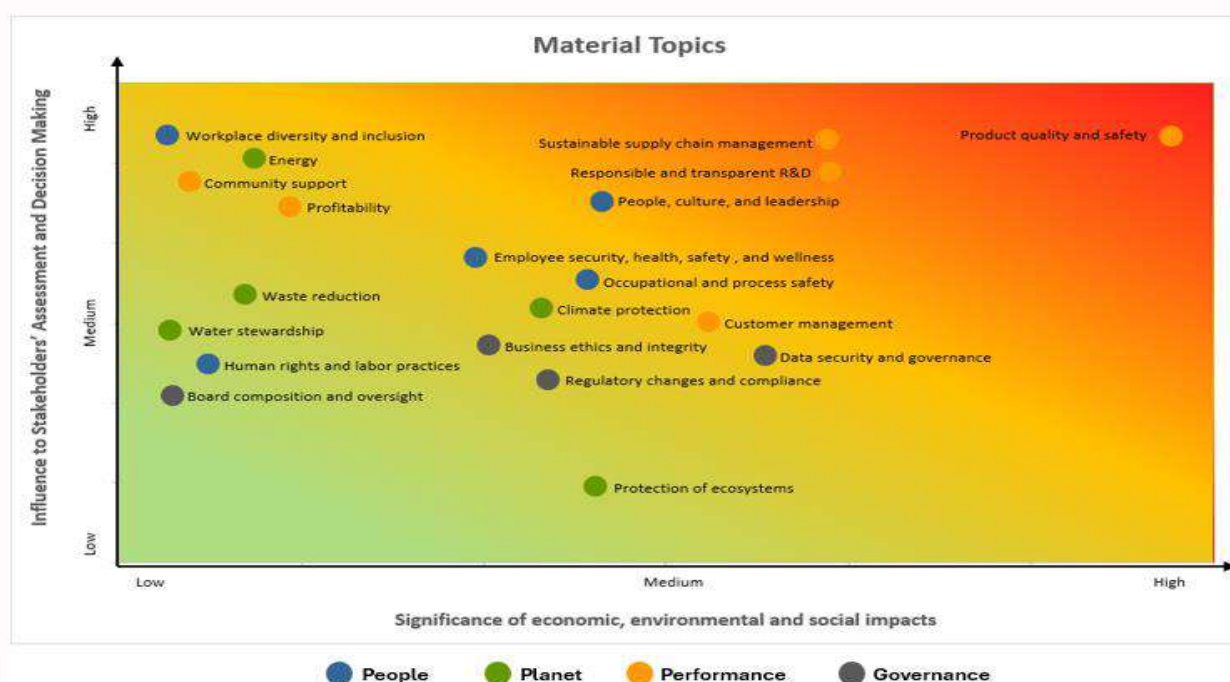 Material Topics
Influence to Stakeholders' Assessment and Decision Making
High
Medium
Low
Workplace diversity and inclusion
Energy
Community support
Profitability
Sustainable supply chain management
Responsible and transparent R&D
People, culture, and leadership
Product quality and safety
Employee security, health, safety , and wellness
Occupational and process safety
Waste reduction
Climate protection
Water stewardship
Customer management
Business ethics and integrity
Data security and governance
Human rights and labor practices
Regulatory changes and compliance
Board composition and oversight
Protection of ecosystems
Low
Medium
High
Significance of economic, environmental and social impacts
People
Planet
Performance
Governance